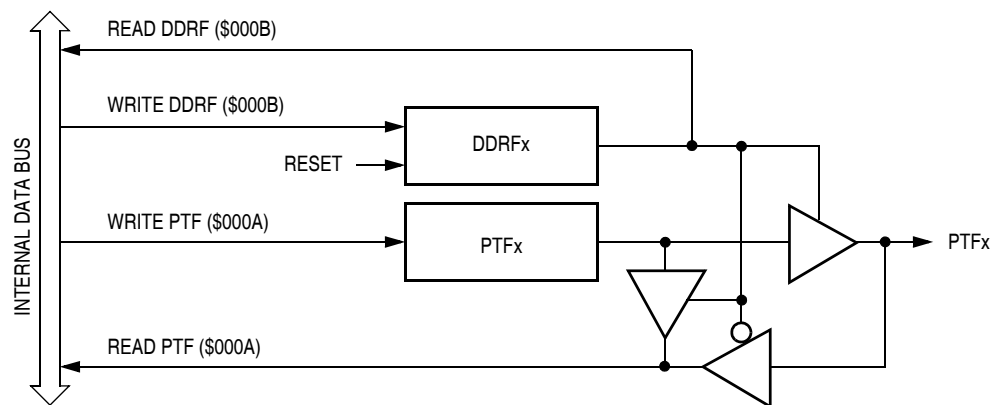 READ DDRF ($000B)
WRITE DDRF ($000B)
DDRFx
RESET
INTERNAL DATA BUS
WRITE PTF ($000A)
PTFx
PTFx
READ PTF ($000A)